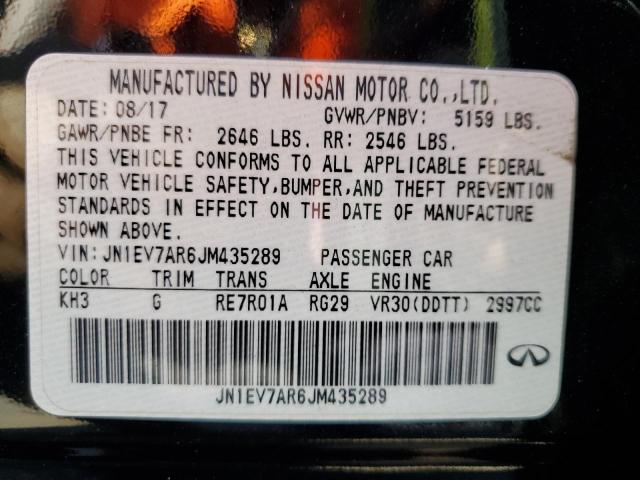 MANUFACTURED BY NISSAN MOTOR CO.,LTD.
DATE: 08/17 GVWR/PNBV: 5159 LBS.
GAWR/PNBE FR: 2646 LBS. RR: 2546 LBS.
THIS VEHICLE CONFORMS TO ALL APPLICABLE FEDERAL
MOTOR VEHICLE SAFETY,BUMPER,AND THEFT PREVENTION
STANDARDS IN EFFECT ON THE DATE OF MANUFACTURE
SHOWN ABOVE.
VIN:JN1EV7AR6JM435289 PASSENGER CAR
COLOR TRIM TRANS AXLE ENGINE
KH3 G RE7R01A RG29 VR30(DDTT) 2997CC
JN1EV7AR6JM435289